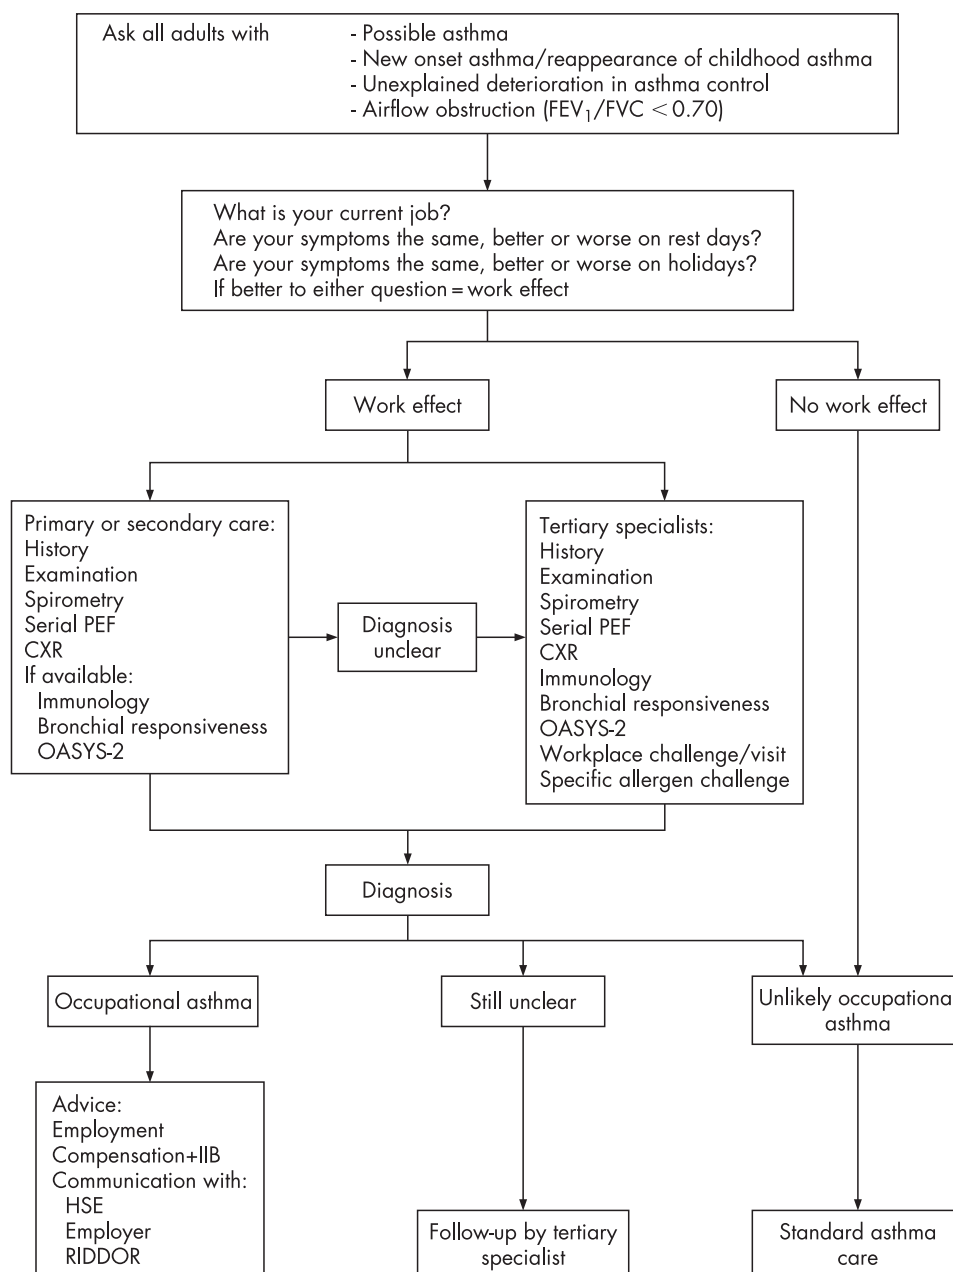 Ask all adults with - Possible asthma
- New onset asthma/reappearance of childhood asthma
- Unexplained deterioration in asthma control
- Airflow obstruction (FEV₁/FVC < 0.70)
What is your current job?
Are your symptoms the same, better or worse on rest days?
Are your symptoms the same, better or worse on holidays?
If better to either question = work effect
Work effect
No work effect
Primary or secondary care:
History
Examination
Spirometry
Serial PEF
CXR
If available:
Immunology
Bronchial responsiveness
OASYS-2
Diagnosis
unclear
Tertiary specialists:
History
Examination
Spirometry
Serial PEF
CXR
Immunology
Bronchial responsiveness
OASYS-2
Workplace challenge/visit
Specific allergen challenge
Diagnosis
Occupational asthma
Still unclear
Unlikely occupational
asthma
Advice:
Employment
Compensation+IIB
Communication with:
HSE
Employer
RIDDOR
Follow-up by tertiary
specialist
Standard asthma
care